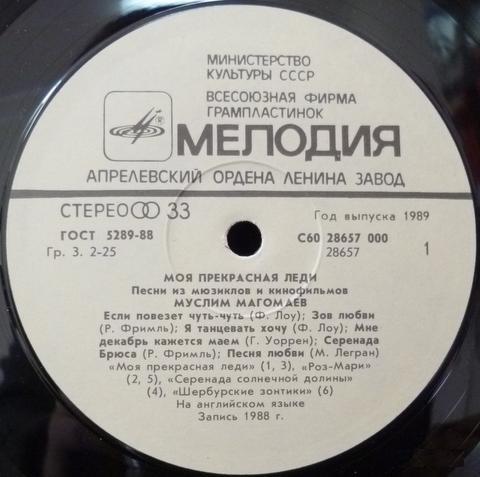 МИНИСТЕРСТВО
КУЛЬТУРЫ СССР
ВСЕСОЮЗНАЯ ФИРМА
ГРАМПЛАСТИНОК
МЕЛОДИЯ
АПРЕЛЕВСКИЙ ОРДЕНА ЛЕНИНА ЗАВОД
СТЕРЕО 33
Год выпуска 1989
ГОСТ 5289-88
С60 28657 000
Гр. 3. 2-25
28657
1
МОЯ ПРЕКРАСНАЯ ЛЕДИ
Песни из мюзиклов и кинофильмов
МУСЛИМ МАГОМАЕВ
Если повезет чуть-чуть (Ф. Лоу); Зов любви
(Р. Фримль); Я танцевать хочу (Ф. Лоу); Мне
декабрь кажется маем (Г. Уоррен); Серенада
Брюса (Р. Фримль); Песня любви (М. Легран)
«Моя прекрасная леди» (1, 3), «Роз-Мари»
(2, 5), «Серенада солнечной долины»
(4), «Шербурские зонтики» (6)
На английском языке
Запись 1988 г.